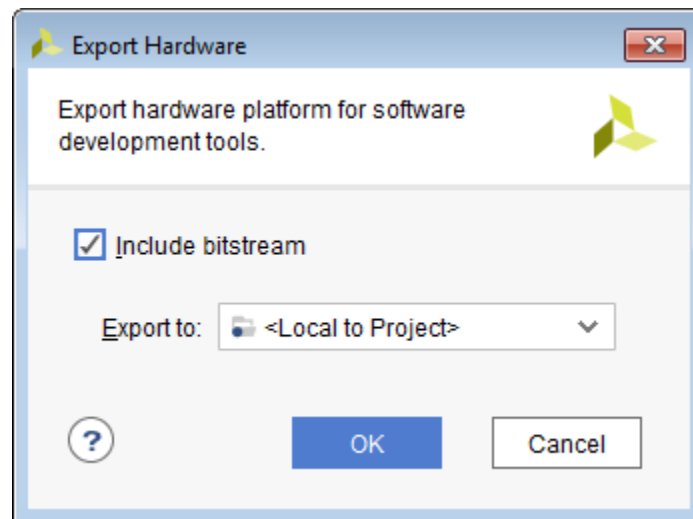 Export Hardware
Export hardware platform for software
development tools.
Include bitstream
Export to: <Local to Project>
? OK Cancel